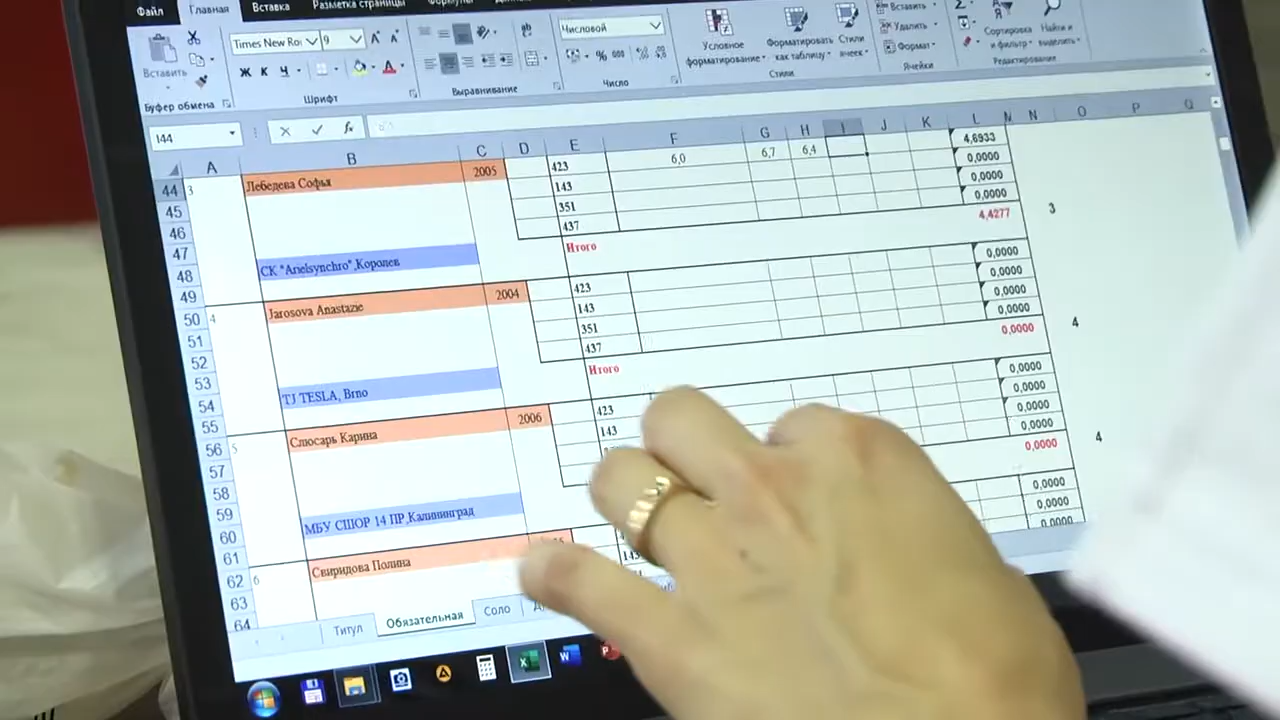 Файл Главная Вставка Разметка страницы Формулы
Вставить
Times New Ro 9
Числовой
Условное форматирование
Форматировать как таблицу
Стили ячеек
Вставить
Удалить
Формат
Сортировка и фильтр
Найти и выделить
Ж К Ч
% 000
Буфер обмена Шрифт Выравнивание Число Стили Ячейки Редактирование
I44 fx
A B C D E F G H I J K L M N O P Q
4,6933
44 3 Лебедева Софья 2005 423 6,0 6,7 6,4 0,0000
45 143 0,0000
46 351
47 437 4,4277 3
48 СК "Anelsynchro",Королев Итого
49
50 4 Jarosova Anastazie 2004 423 0,0000
51 143 0,0000
52 351 0,0000
53 437 0,0000
54 TJ TESLA, Brno Итого 0,0000 4
55
56 5 Слюсарь Карина 2006 423 0,0000
57 143 0,0000
58 0,0000
59 0,0000
60 МБУ СШОР 14 ПР,Калининград 0,0000 4
61
62 6 Свиридова Полина 0,0000
63 143 0,0000
64 0,0000
Титул Обязательная Соло